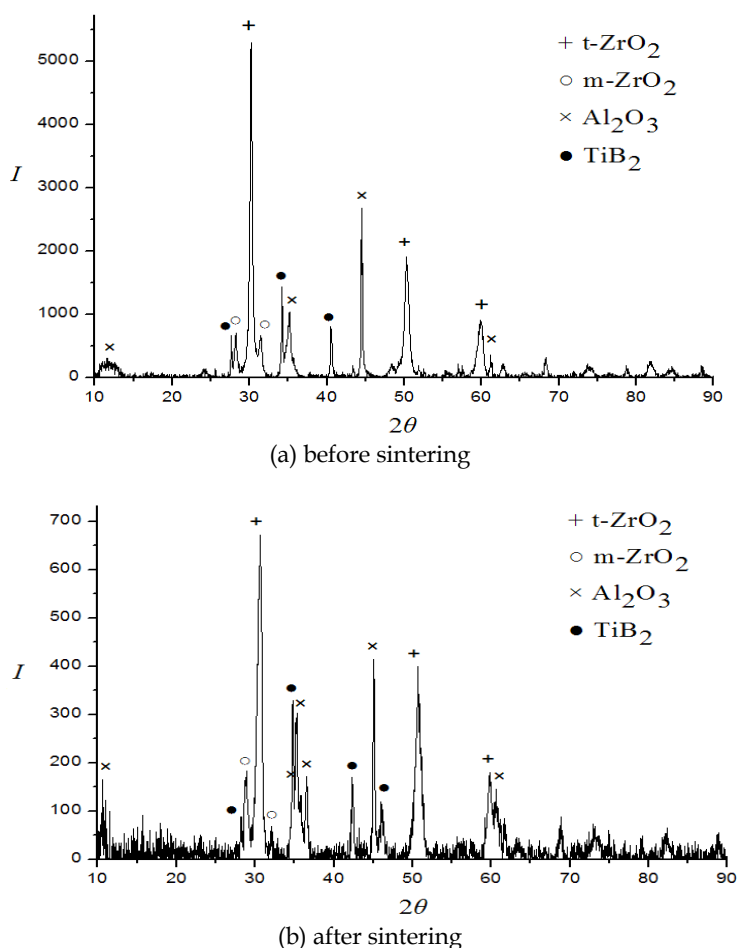 5000
4000
3000
2000
1000
0
I
10 20 30 40 50 60 70 80 90
2θ
+ t-ZrO2
○ m-ZrO2
× Al2O3
● TiB2
(a) before sintering
700
600
500
400
300
200
100
0
I
10 20 30 40 50 60 70 80 90
2θ
+ t-ZrO2
○ m-ZrO2
× Al2O3
● TiB2
(b) after sintering